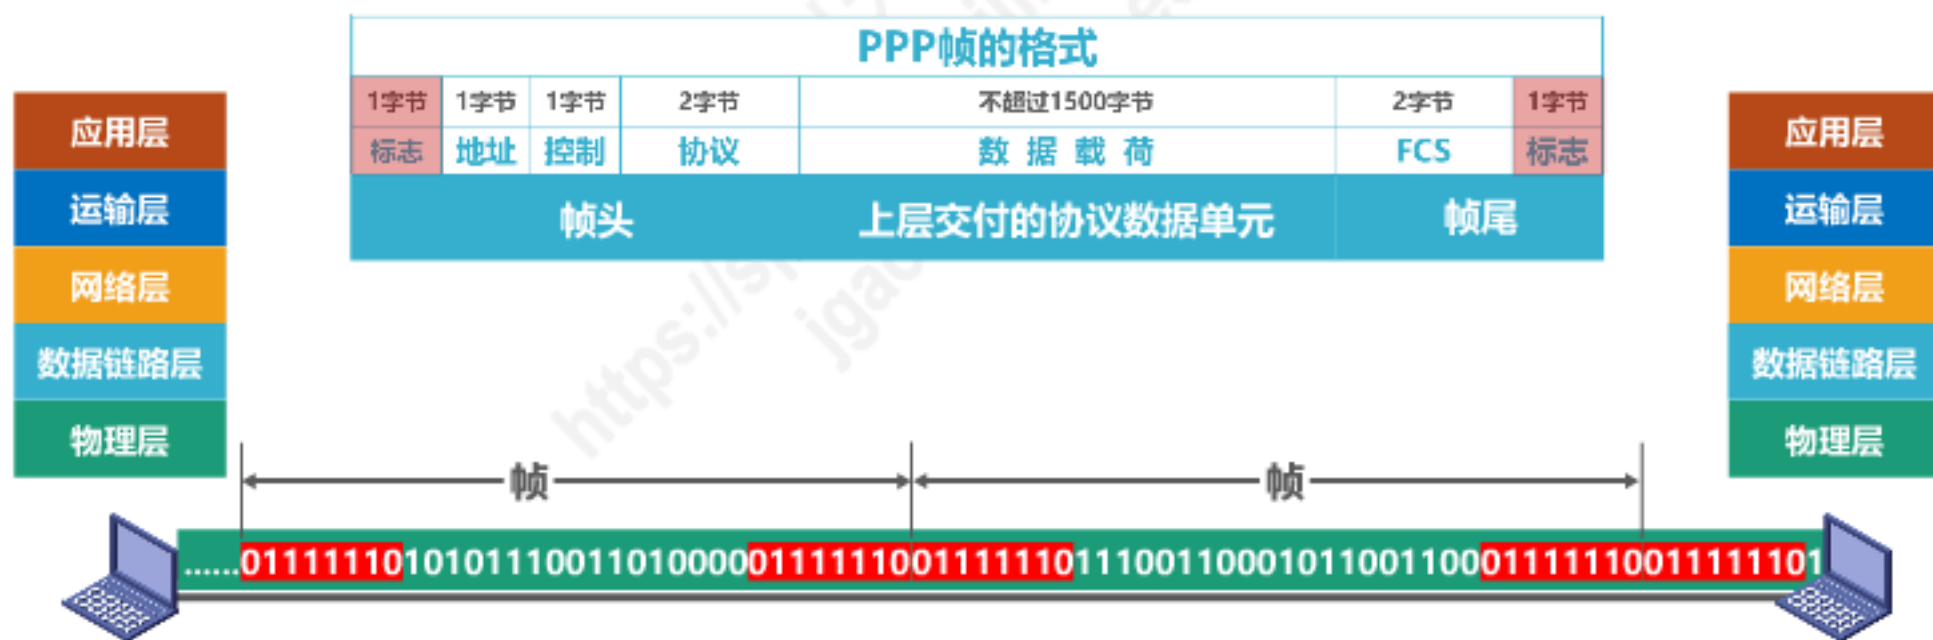 PPP帧的格式
1字节 1字节 1字节 2字节 不超过1500字节 2字节 1字节
标志 地址 控制 协议 数据载荷 FCS 标志
帧头 上层交付的协议数据单元 帧尾
应用层
运输层
网络层
数据链路层
物理层
应用层
运输层
网络层
数据链路层
物理层
帧 帧
......011111101010111001101000001111110011111101110011000101100110001111110011111101
https://s
jgao